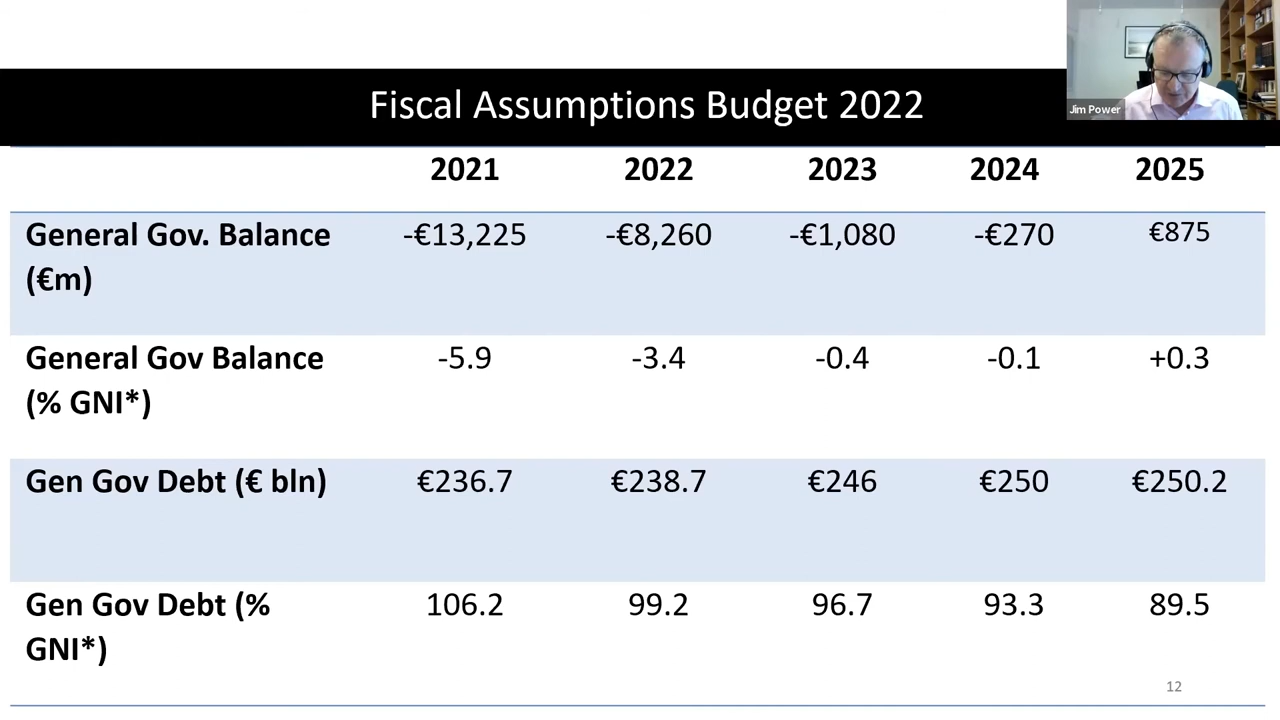 Jim Power
Fiscal Assumptions Budget 2022
2021 2022 2023 2024 2025
General Gov. Balance -€13,225 -€8,260 -€1,080 -€270 €875
(€m)
General Gov Balance -5.9 -3.4 -0.4 -0.1 +0.3
(% GNI*)
Gen Gov Debt (€ bln) €236.7 €238.7 €246 €250 €250.2
Gen Gov Debt (% 106.2 99.2 96.7 93.3 89.5
GNI*)
12